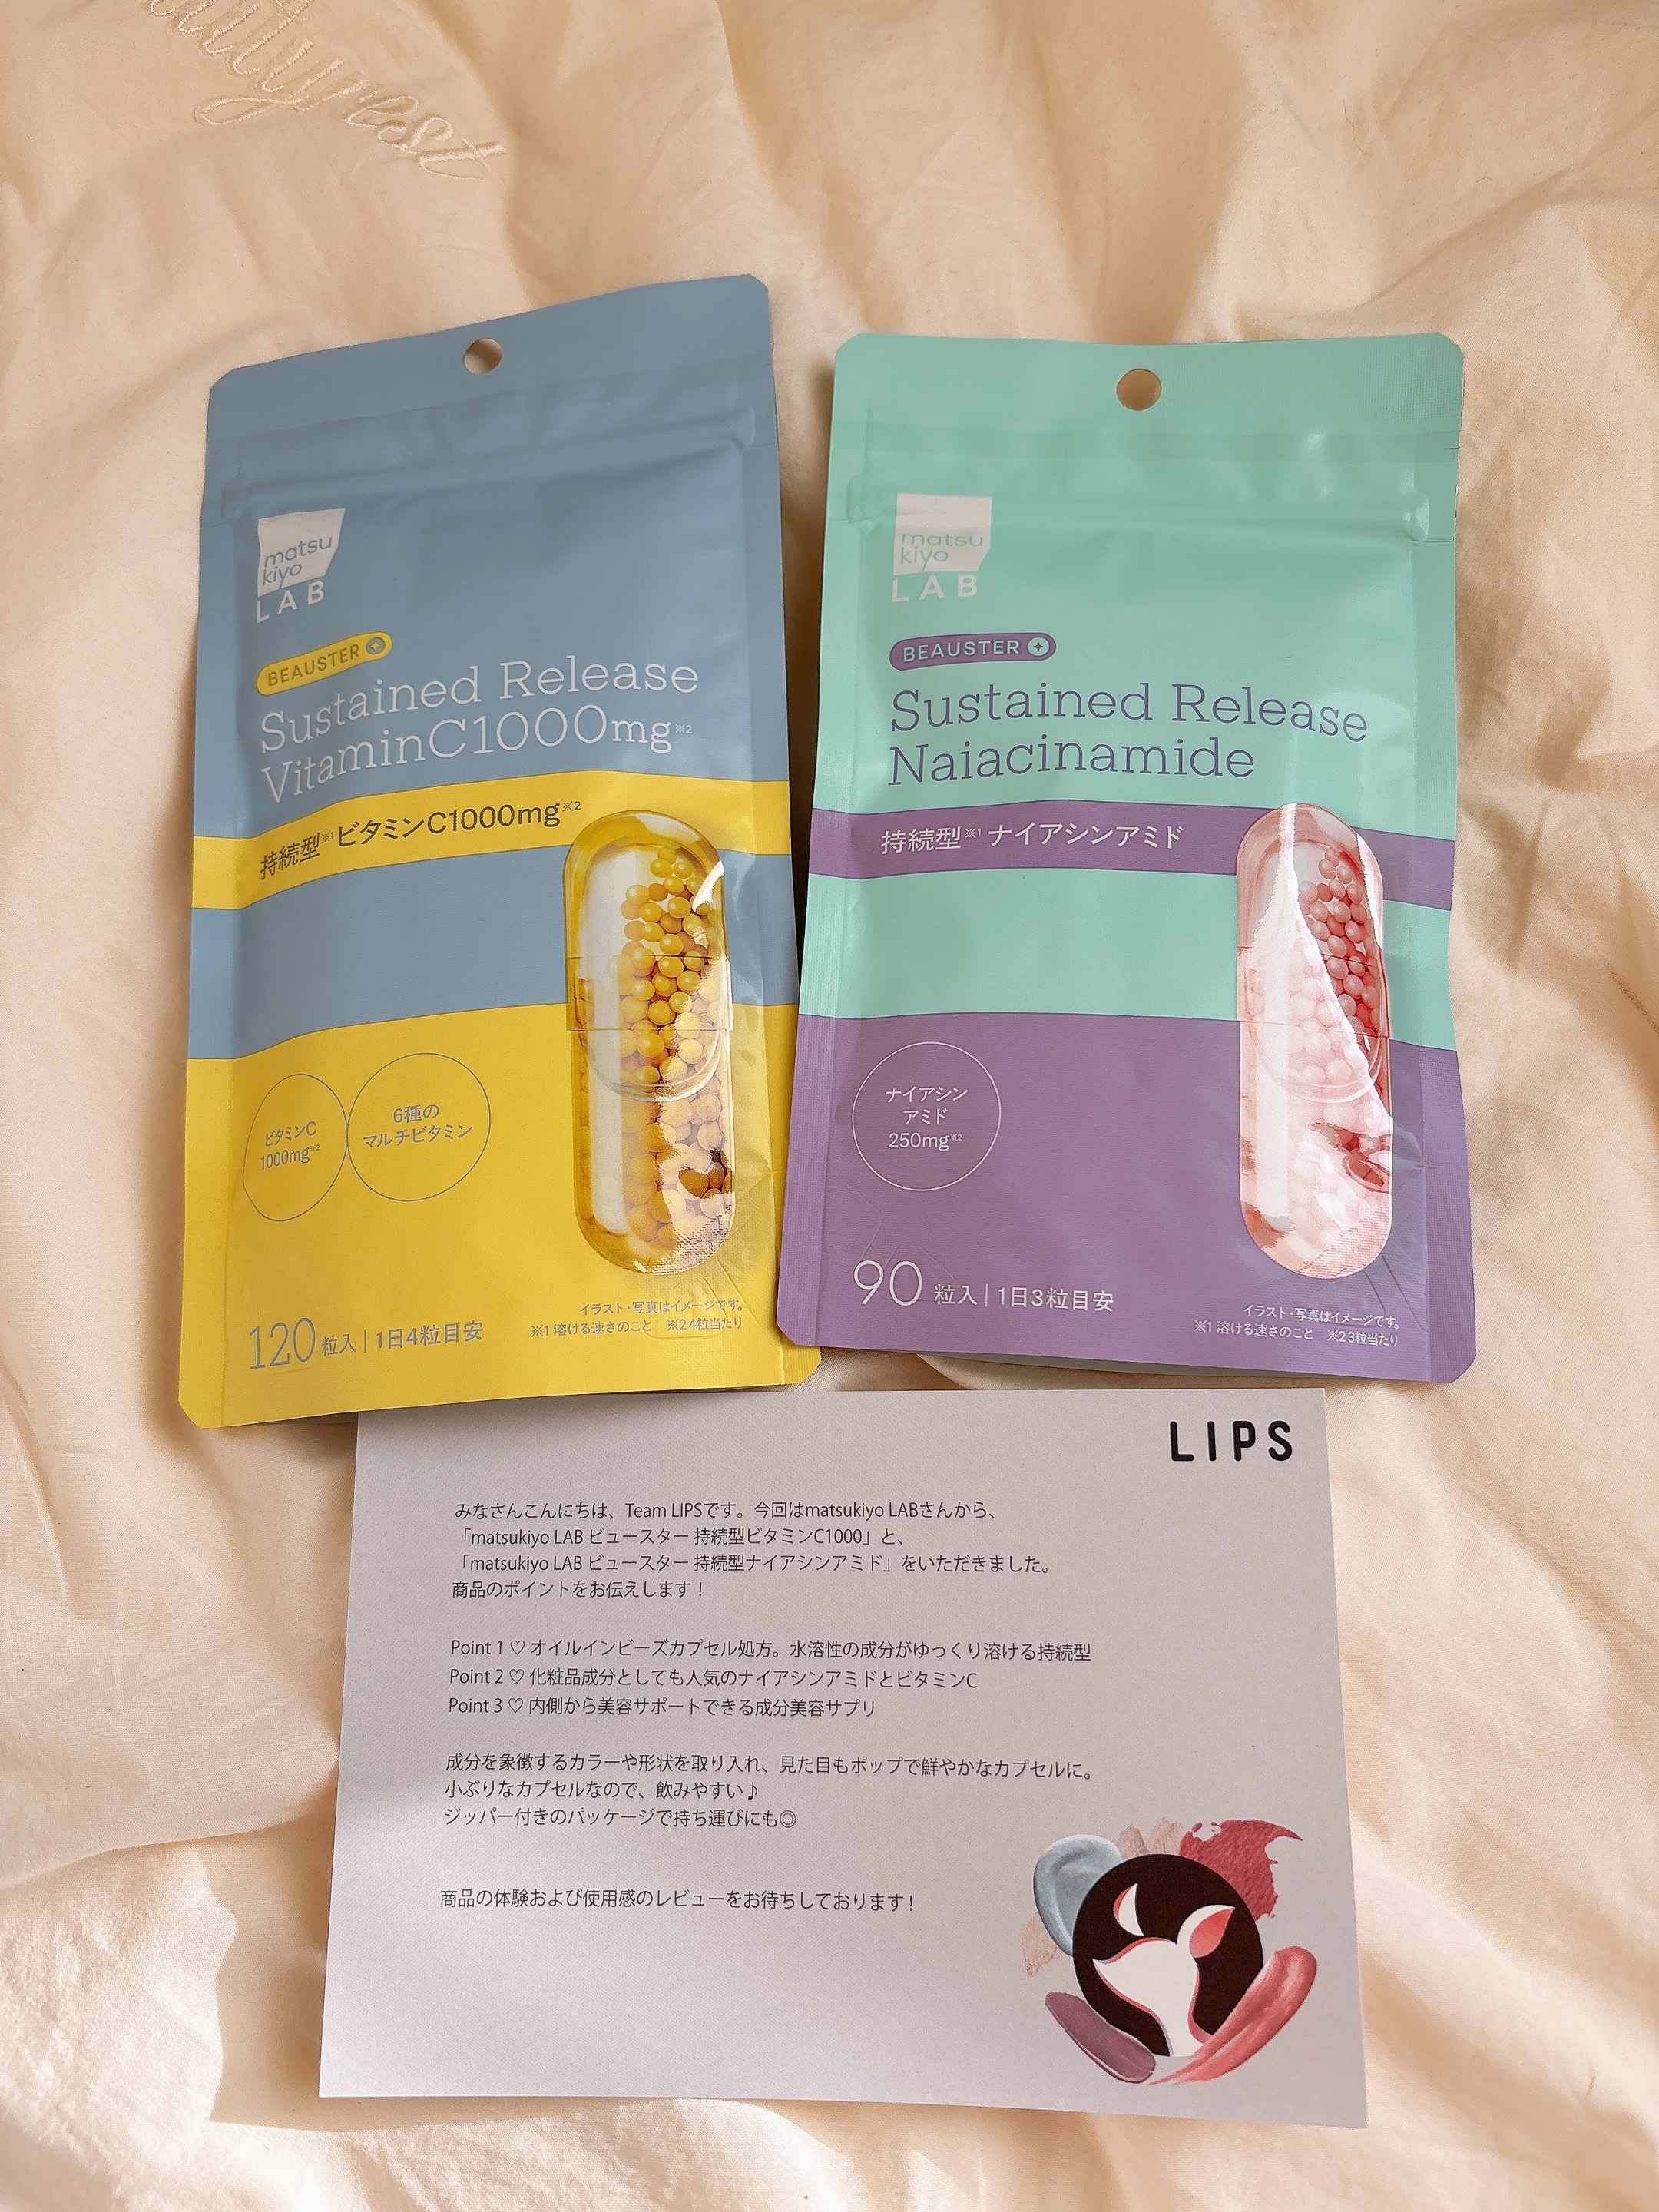 matsu
kiyo
LAB
BEAUSTER
Sustained Release
VitaminC1000mg※2
持続型※1ビタミンC1000mg※2
ビタミンC
1000mg※2
6種の
マルチビタミン
120粒入|1日4粒目安
イラスト・写真はイメージです。
※1 溶ける速さのこと ※2 4粒当たり
matsu
kiyo
LAB
BEAUSTER
Sustained Release
Naiacinamide
持続型※1 ナイアシンアミド
ナイアシン
アミド
250mg※2
90粒入|1日3粒目安
イラスト・写真はイメージです。
※1 溶ける速さのこと ※2 3粒当たり
LIPS
みなさんこんにちは、Team LIPSです。今回はmatsukiyo LABさんから、
「matsukiyo LAB ビュースター 持続型ビタミンC1000」と、
「matsukiyo LAB ビュースター 持続型ナイアシンアミド」をいただきました。
商品のポイントをお伝えします！
Point 1 ♡ オイルインビーズカプセル処方。水溶性の成分がゆっくり溶ける持続型
Point 2 ♡ 化粧品成分としても人気のナイアシンアミドとビタミンC
Point 3 ♡ 内側から美容サポートできる成分美容サプリ
成分を象徴するカラーや形状を取り入れ、見た目もポップで鮮やかなカプセルに。
小ぶりなカプセルなので、飲みやすい♪
ジッパー付きのパッケージで持ち運びにも◎
商品の体験および使用感のレビューをお待ちしております！